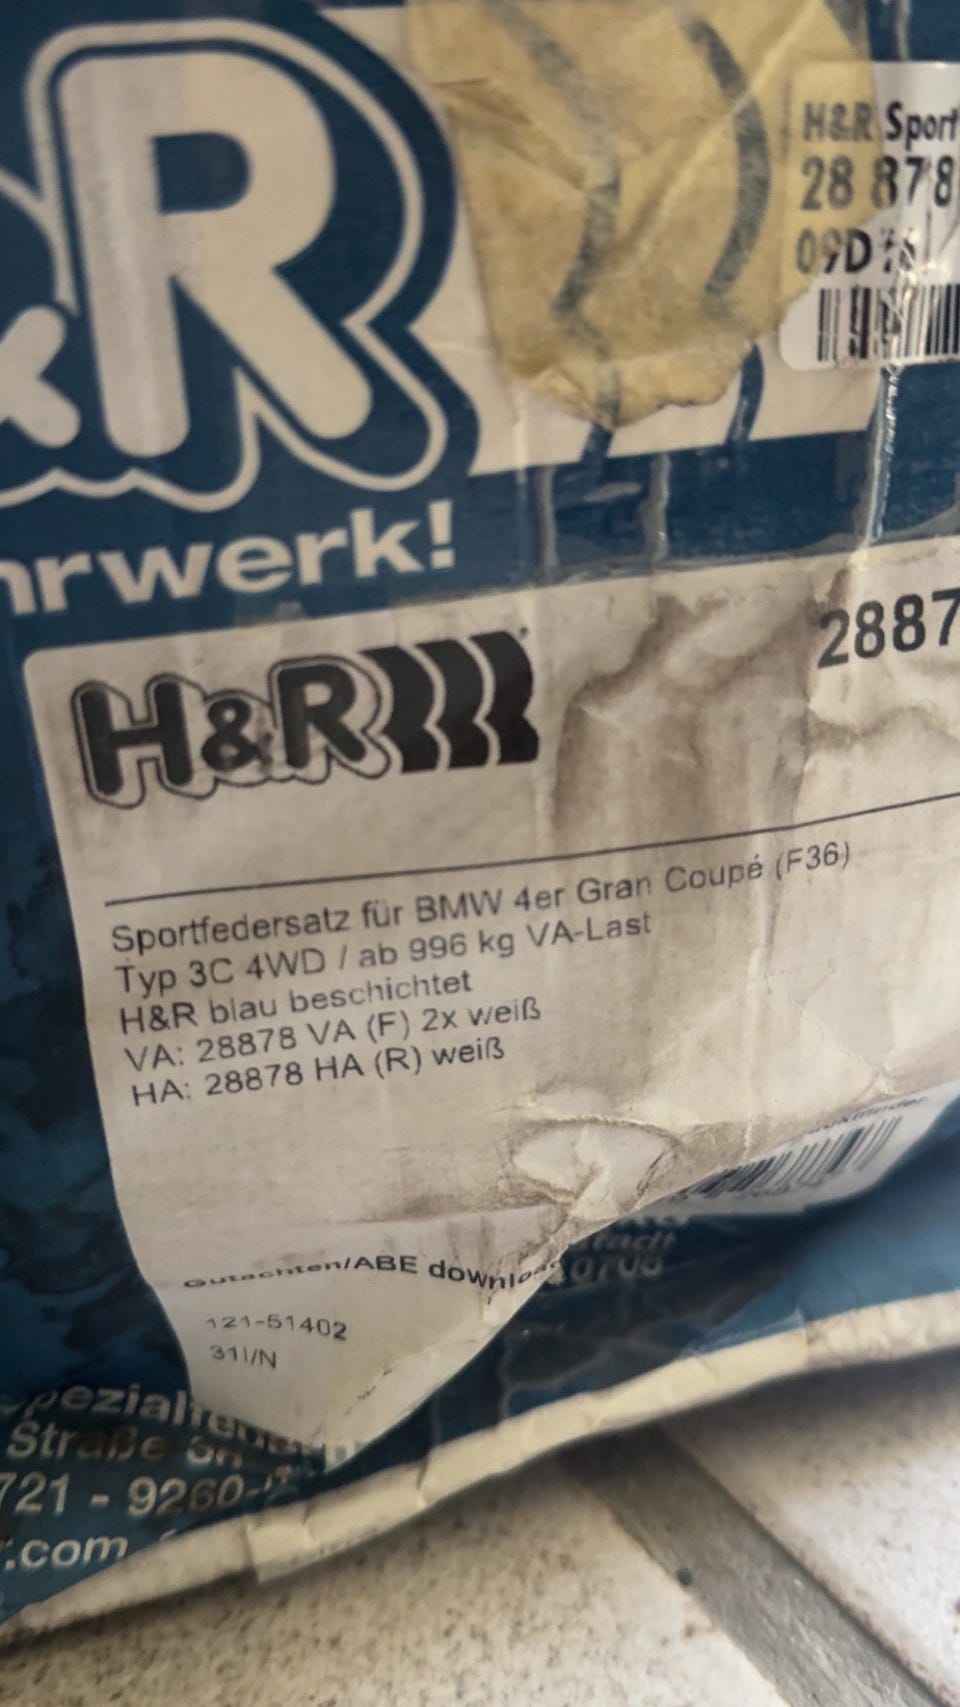 &R
H&R Sport
28 878
09D
hrwerk!
2887
H&R
Sportfedersatz für BMW 4er Gran Coupé (F36)
Typ 3C 4WD / ab 996 kg VA-Last
H&R blau beschichtet
VA: 28878 VA (F) 2x weiß
HA: 28878 HA (R) weiß
Gutachten/ABE download
121-51402
31I/N
Straße
721 - 9260-
.com